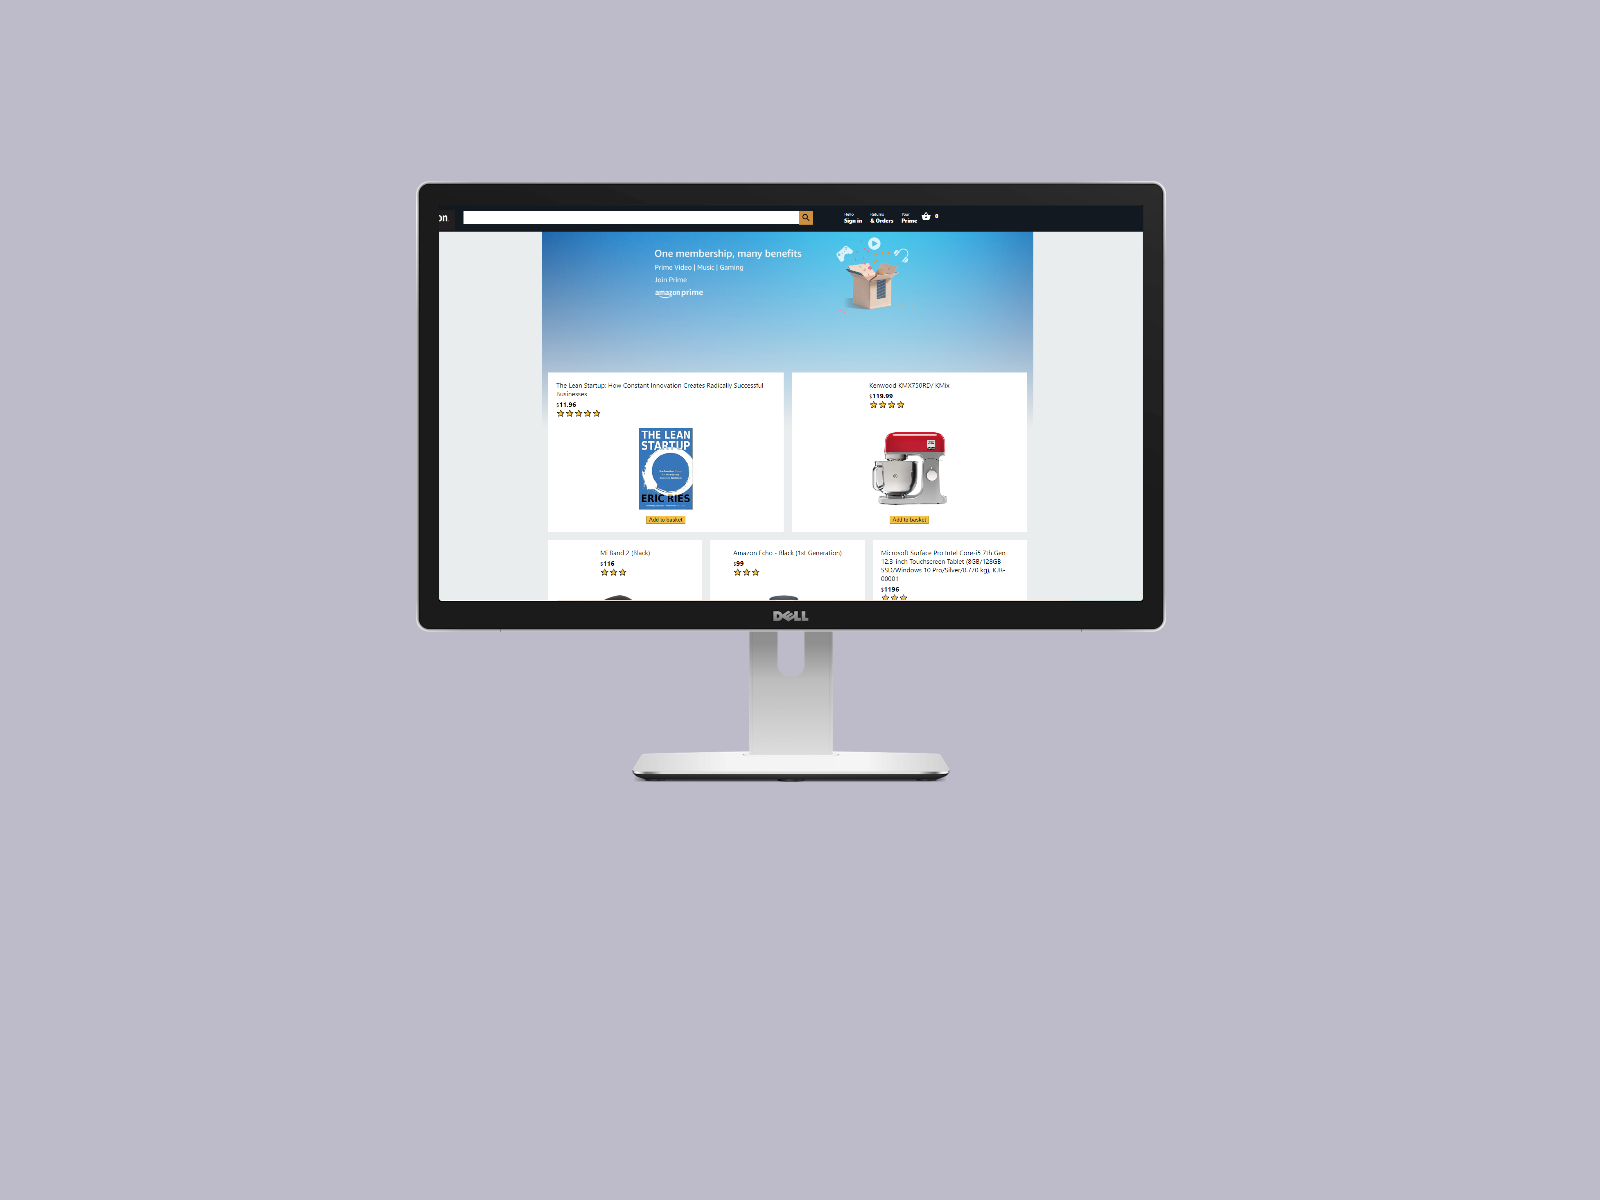 on.
Hello
Sign in
Returns
& Orders
Your
Prime
0
One membership, many benefits
Prime Video | Music | Gaming
Join Prime
amazon prime
The Lean Startup: How Constant Innovation Creates Radically Successful
Businesses
$11.96
THE LEAN
STARTUP
ERIC RIES
Add to basket
Kenwood KMX750RD/ KMix
$119.99
Add to basket
Mi Band 2 (Black)
$116
Amazon Echo - Black (1st Generation)
$99
Microsoft Surface Pro Intel Core-i5 7th Gen
12.3-inch Touchscreen Tablet (8GB/128GB
SSD/Windows 10 Pro/Silver/0.770 kg),
00001
$1196
DELL